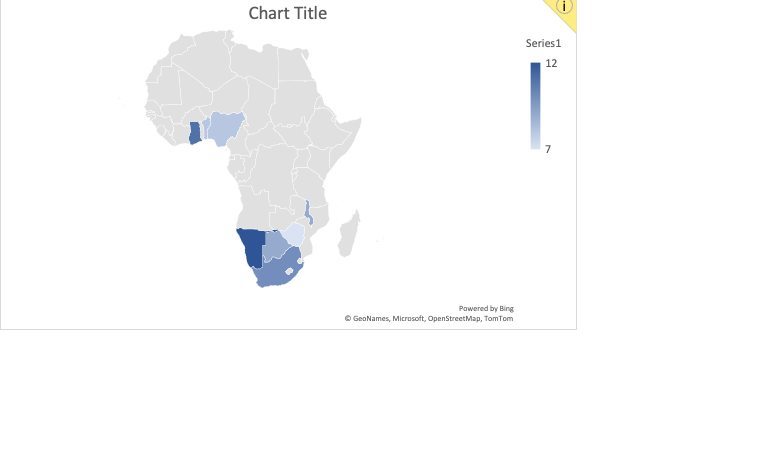 Chart Title
i
Series1
12
7
Powered by Bing
© GeoNames, Microsoft, OpenStreetMap, TomTom